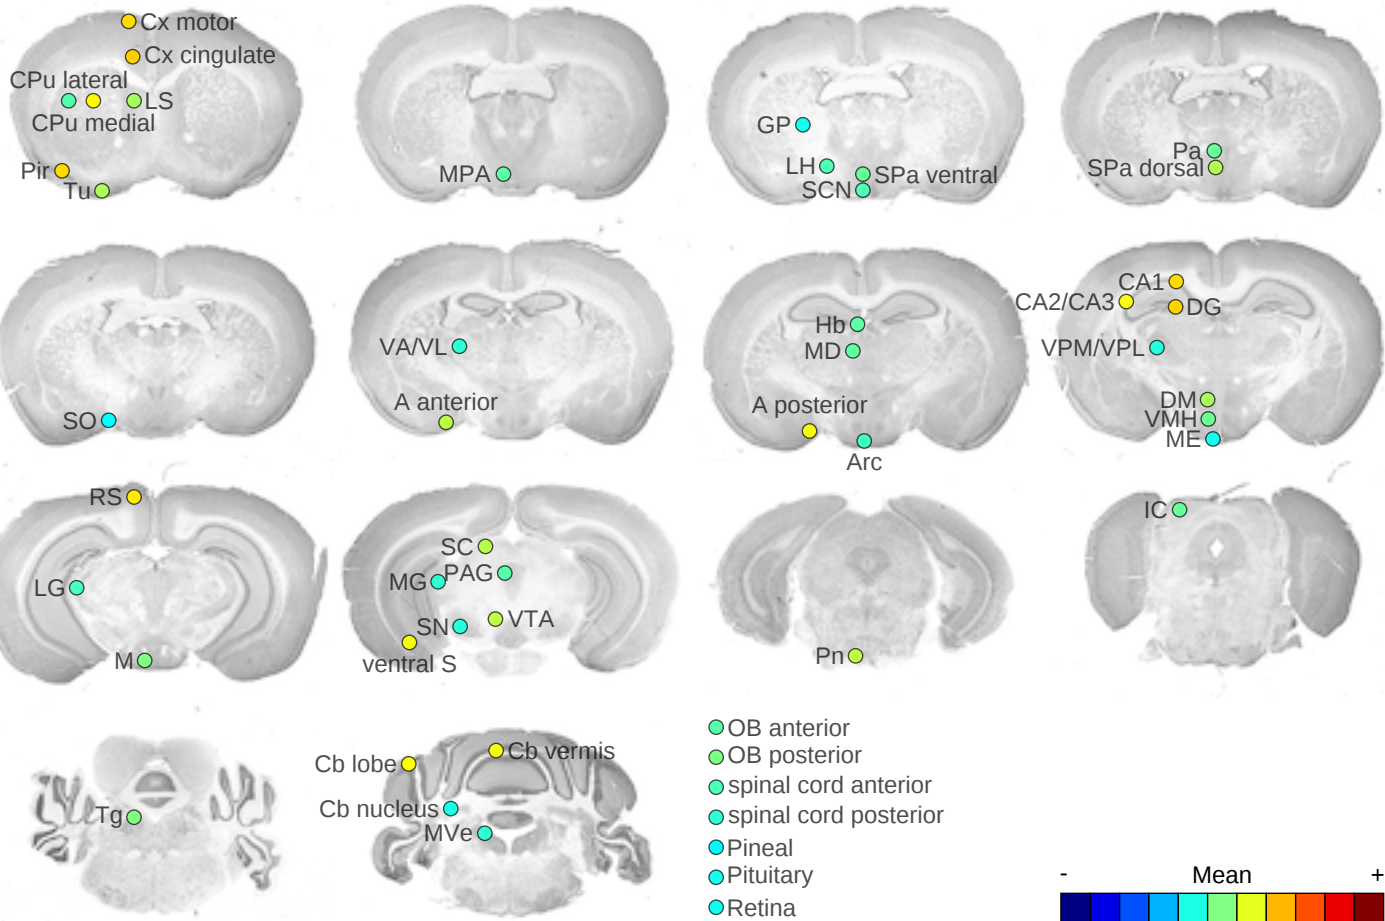 Cx motor
Cx cingulate
CPu lateral
LS
CPu medial
Pir
Tu
MPA
GP
LH
SPa ventral
SCN
Pa
SPa dorsal
SO
VA/VL
A anterior
Hb
MD
A posterior
Arc
CA1
CA2/CA3
DG
VPM/VPL
DM
VMH
ME
RS
LG
M
SC
PAG
MG
VTA
SN
ventral S
Pn
IC
Tg
Cb vermis
Cb lobe
Cb nucleus
MVe
OB anterior
OB posterior
spinal cord anterior
spinal cord posterior
Pineal
Pituitary
Retina
- Mean +